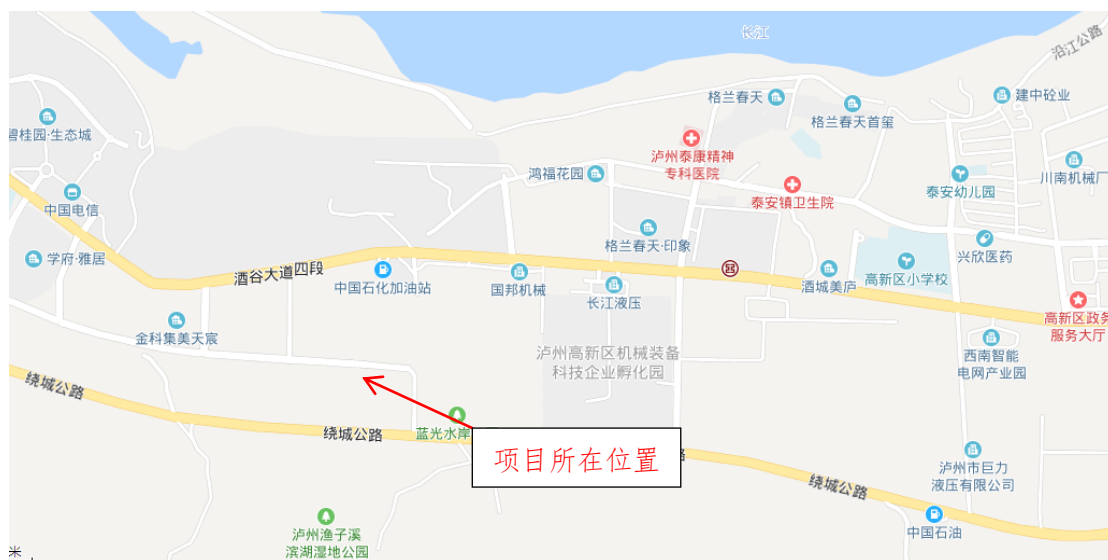 长江
沿江公路
格兰春天
建中砼业
格兰春天首玺
碧桂园·生态城
泸州泰康精神
专科医院
鸿福花园
川南机械厂
泰安幼儿园
中国电信
泰安镇卫生院
格兰春天·印象
兴欣医药
学府·雅居
酒谷大道四段
中国石化加油站
国邦机械
长江液压
酒城美庐
高新区小学校
高新区政务
服务大厅
金科集美天宸
泸州高新区机械装备
科技企业孵化园
西南智能
电网产业园
绕城公路
绕城公路
蓝光水岸
项目所在位置
路
泸州市巨力
液压有限公司
绕城公路
中国石油
泸州渔子溪
滨湖湿地公园
米